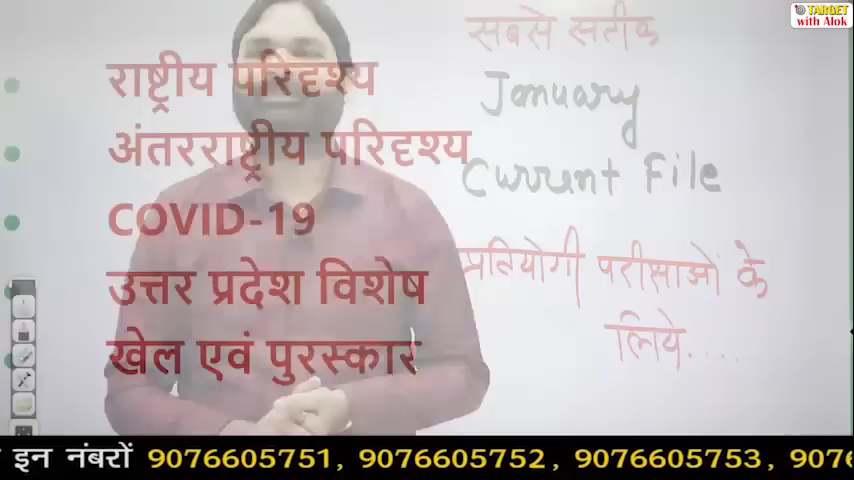 TARGET
with Alok
राष्ट्रीय परिदृश्य
अंतरराष्ट्रीय परिदृश्य
COVID-19
उत्तर प्रदेश विशेष
खेल एवं पुरस्कार
सबसे सटीक
January
Current File
प्रतियोगी परीक्षाओं के
लिये....
इन नंबरों 9076605751, 9076605752, 9076605753, 9076